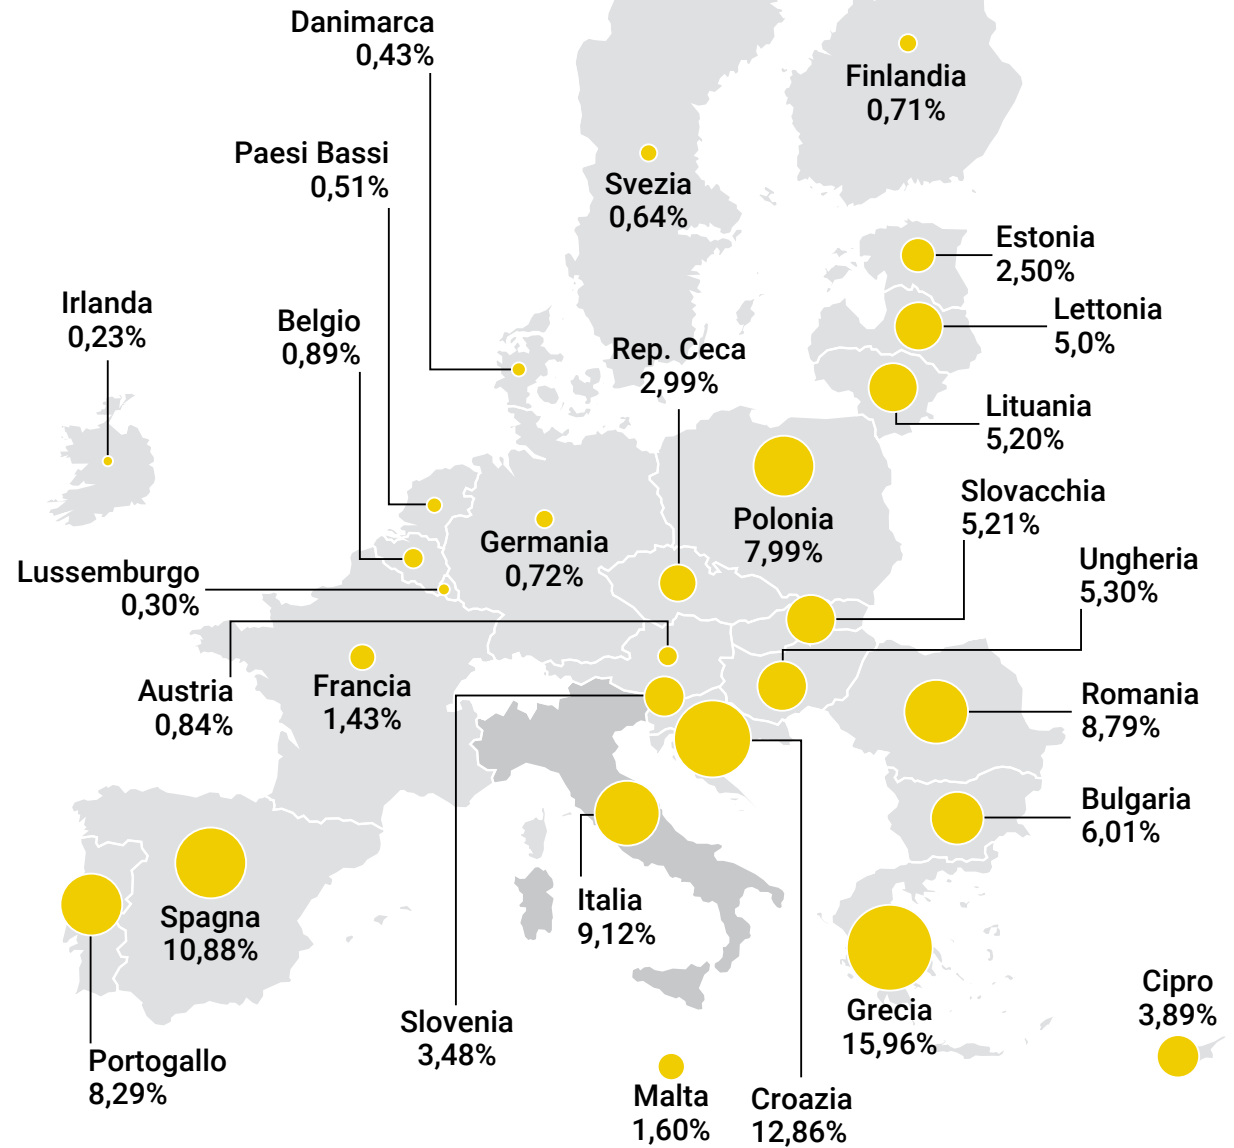 Danimarca
0,43%
Finlandia
0,71%
Paesi Bassi
0,51%
Svezia
0,64%
Estonia
2,50%
Irlanda
0,23%
Lettonia
5,0%
Belgio
0,89%
Rep. Ceca
2,99%
Lituania
5,20%
Slovacchia
5,21%
Polonia
7,99%
Germania
0,72%
Ungheria
5,30%
Lussemburgo
0,30%
Austria
0,84%
Francia
1,43%
Romania
8,79%
Bulgaria
6,01%
Italia
9,12%
Spagna
10,88%
Cipro
3,89%
Grecia
15,96%
Slovenia
3,48%
Portogallo
8,29%
Malta
1,60%
Croazia
12,86%